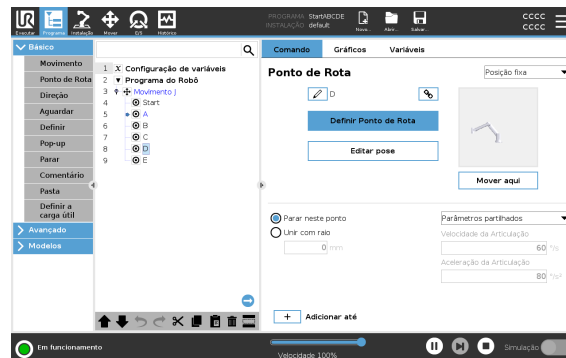 Executar Programa Instalação Mover E/S Histórico
PROGRAMA StartABCDE
INSTALAÇÃO default
Novo... Abrir... Salvar...
CCCC
CCCC
Básico
Movimento
Ponto de Rota
Direção
Aguardar
Definir
Pop-up
Parar
Comentário
Pasta
Definir a
carga útil
Avançado
Modelos
1 X Configuração de variáveis
2 Programa do Robô
3 Movimento J
4 Start
5 A
6 B
7 C
8 D
9 E
Comando Gráficos Variáveis
Ponto de Rota
Posição fixa
D
Definir Ponto de Rota
Editar pose
Mover aqui
Parar neste ponto
Unir com raio
0 mm
Parâmetros partilhados
Velocidade da Articulação
60 °/s
Aceleração da Articulação
80 °/s²
+ Adicionar até
Em funcionamento
Velocidade 100%
Simulação